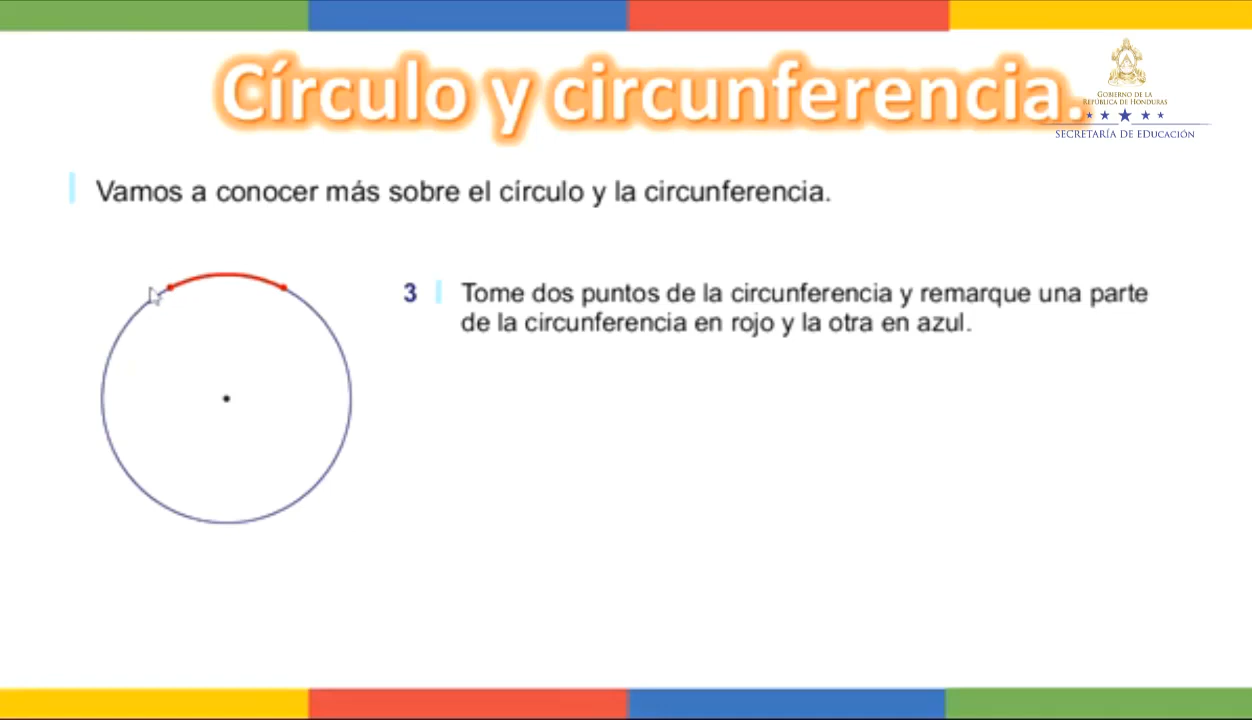 Círculo y circunferencia.
GOBIERNO DE LA
REPÚBLICA DE HONDURAS
SECRETARÍA DE EDUCACIÓN
Vamos a conocer más sobre el círculo y la circunferencia.
3 Tome dos puntos de la circunferencia y remarque una parte
de la circunferencia en rojo y la otra en azul.